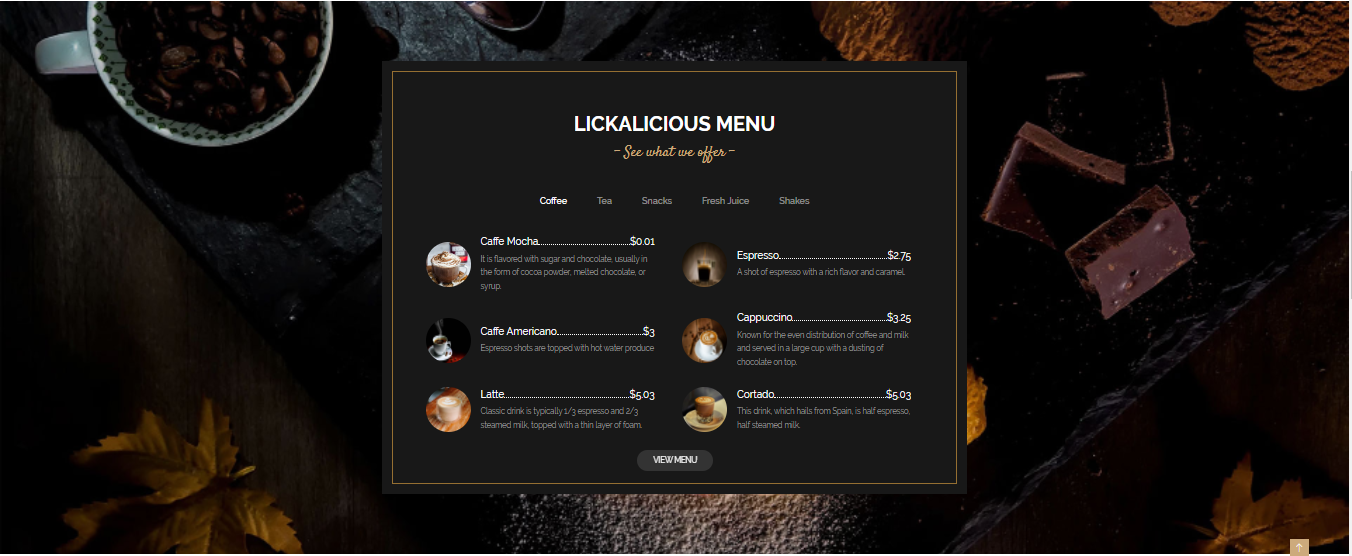 LICKALICIOUS MENU
~ See what we offer ~
Coffee Tea Snacks Fresh Juice Shakes
Caffe Mocha $0.01
It is flavored with sugar and chocolate, usually in
the form of cocoa powder, melted chocolate, or
syrup.
Espresso $2.75
A shot of espresso with a rich flavor and caramel.
Caffe Americano $3
Espresso shots are topped with hot water produce
Cappuccino $3.25
Known for the even distribution of coffee and milk
and served in a large cup with a dusting of
chocolate on top.
Latte $5.03
Classic drink is typically 1/3 espresso and 2/3
steamed milk, topped with a thin layer of foam.
Cortado $5.03
This drink, which hails from Spain, is half espresso,
half steamed milk.
VIEW MENU